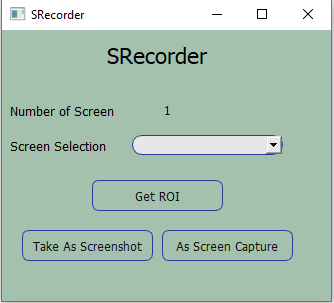 SRecorder
SRecorder
Number of Screen 1
Screen Selection
Get ROI
Take As Screenshot As Screen Capture